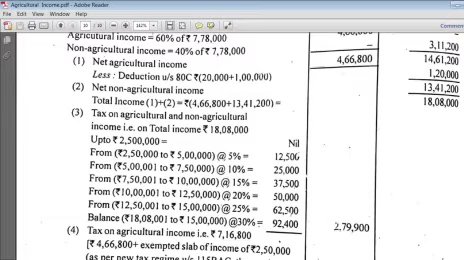 Agricultural Income.pdf - Adobe Reader
File Edit View Window Help
142%
Comment
Agricultural income = 60% of ₹ 7,78,000
Non-agricultural income = 40% of ₹ 7,78,000 – 3,11,200
(1) Net agricultural income 4,66,800 14,61,200
Less : Deduction u/s 80C ₹(20,000+1,00,000) 1,20,000
(2) Net non-agricultural income 13,41,200
Total Income (1)+(2) = ₹(4,66,800+13,41,200) = 18,08,000
(3) Tax on agricultural and non-agricultural
income i.e. on Total income ₹ 18,08,000
Upto ₹ 2,500,000 = Nil
From (₹2,50,000 to ₹ 5,00,000) @ 5% = 12,500
From (₹5,00,001 to ₹ 7,50,000) @ 10% = 25,000
From (₹7,50,001 to ₹ 10,00,000) @ 15% = 37,500
From (₹10,00,001 to ₹ 12,50,000) @ 20% = 50,000
From (₹12,50,001 to ₹ 15,00,000) @ 25% = 62,500
Balance (₹18,08,001 to ₹ 15,00,000) @30% = 92,400 2,79,900
(4) Tax on agricultural income i.e. ₹ 7,16,800
[₹ 4,66,800+ exempted slab of income of ₹2,50,000
(as per new tax regime u/s 115BAC